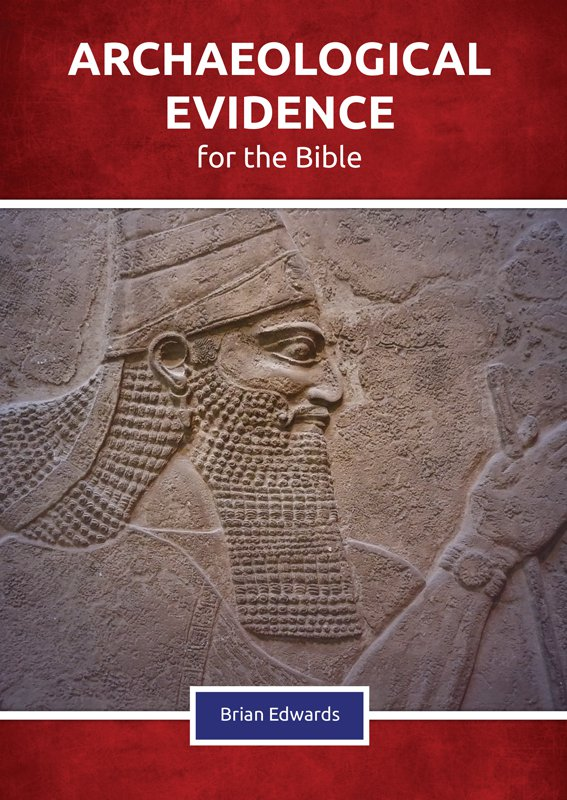 ARCHAEOLOGICAL
EVIDENCE
for the Bible
Brian Edwards